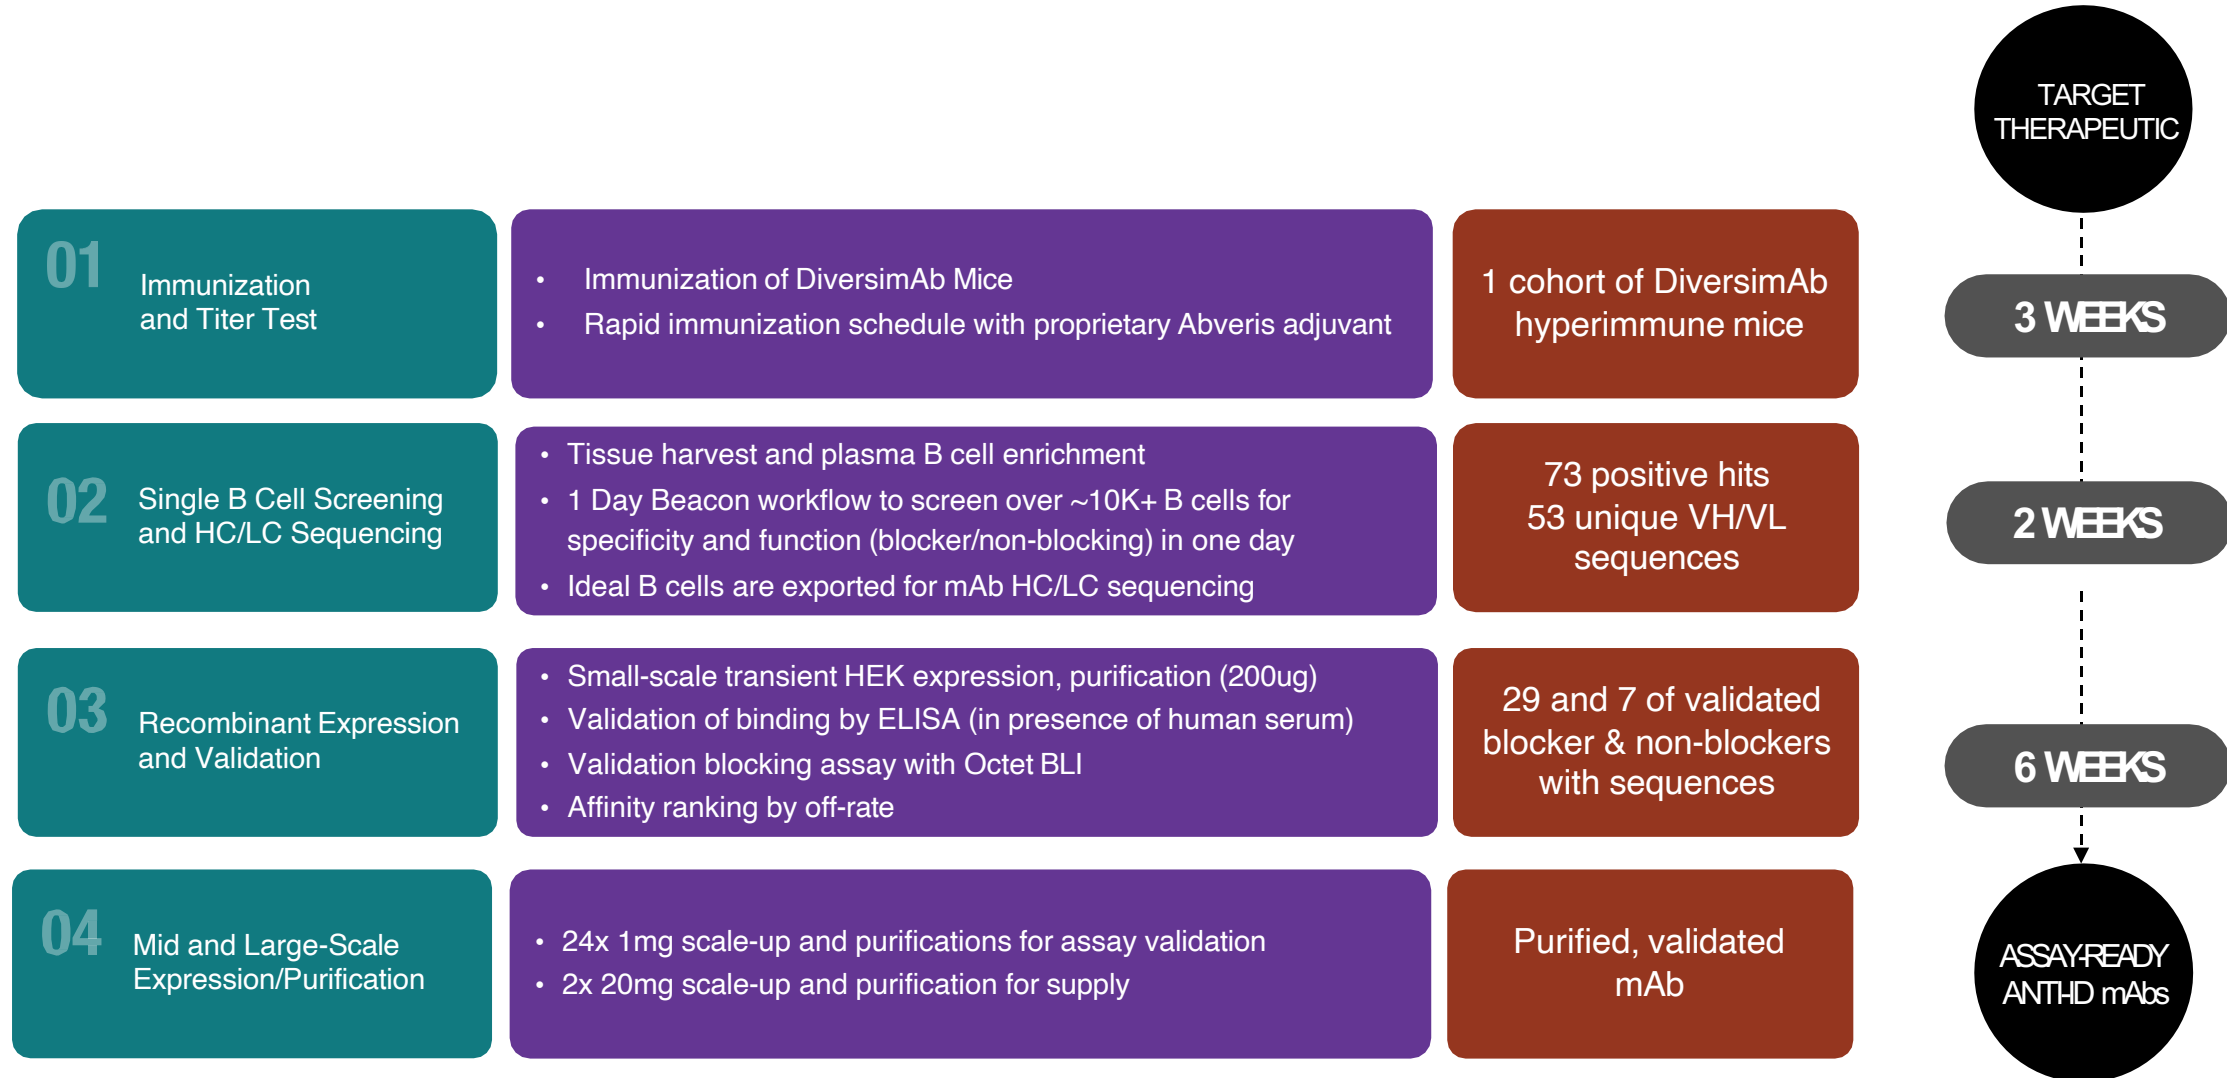 TARGET
THERAPEUTIC
01
Immunization
and Titer Test
• Immunization of DiversimAb Mice
• Rapid immunization schedule with proprietary Abveris adjuvant
1 cohort of DiversimAb
hyperimmune mice
3 WEEKS
02
Single B Cell Screening
and HC/LC Sequencing
• Tissue harvest and plasma B cell enrichment
• 1 Day Beacon workflow to screen over ~10K+ B cells for
specificity and function (blocker/non-blocking) in one day
• Ideal B cells are exported for mAb HC/LC sequencing
73 positive hits
53 unique VH/VL
sequences
2 WEEKS
03
Recombinant Expression
and Validation
• Small-scale transient HEK expression, purification (200ug)
• Validation of binding by ELISA (in presence of human serum)
• Validation blocking assay with Octet BLI
• Affinity ranking by off-rate
29 and 7 of validated
blocker & non-blockers
with sequences
6 WEEKS
04
Mid and Large-Scale
Expression/Purification
• 24x 1mg scale-up and purifications for assay validation
• 2x 20mg scale-up and purification for supply
Purified, validated
mAb
ASSAY-READY
ANTI-ID mAbs